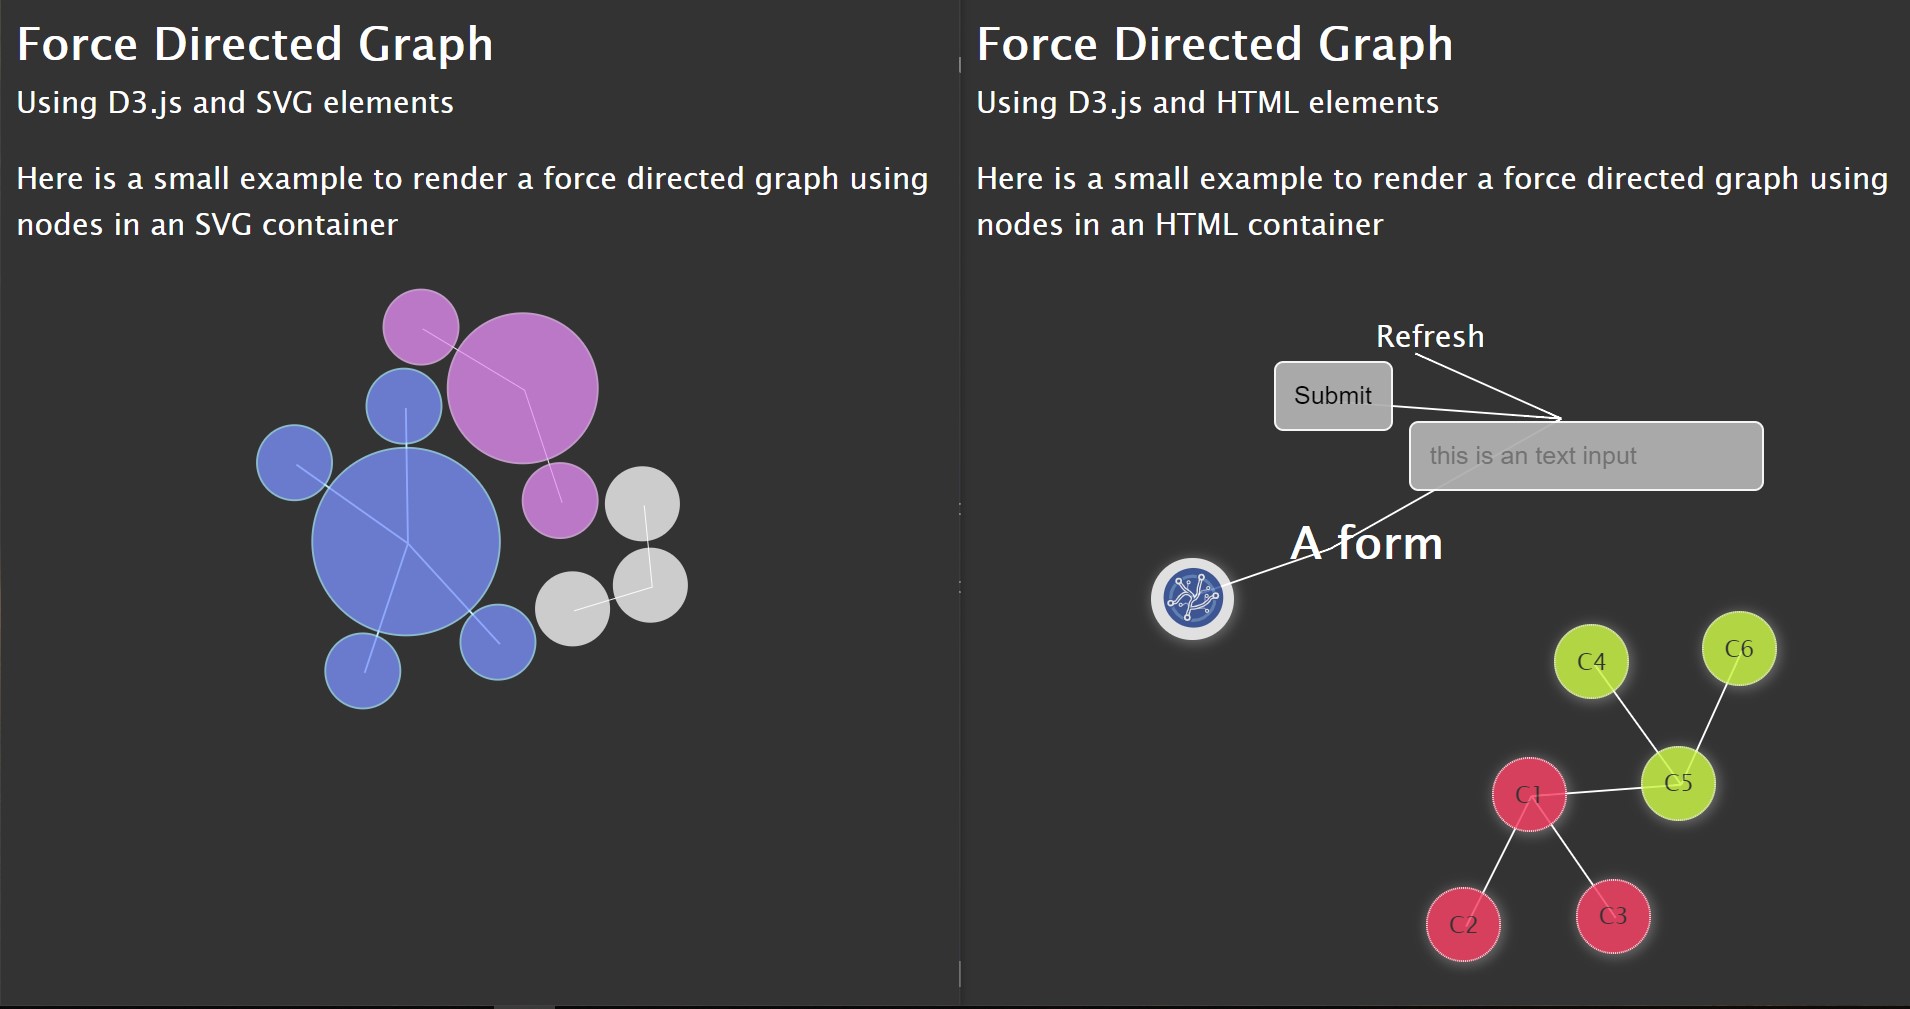 Force Directed Graph
Using D3.js and SVG elements
Here is a small example to render a force directed graph using
nodes in an SVG container
Force Directed Graph
Using D3.js and HTML elements
Here is a small example to render a force directed graph using
nodes in an HTML container
Refresh
Submit
this is an text input
A form
C4
C6
C5
C1
C2
C3